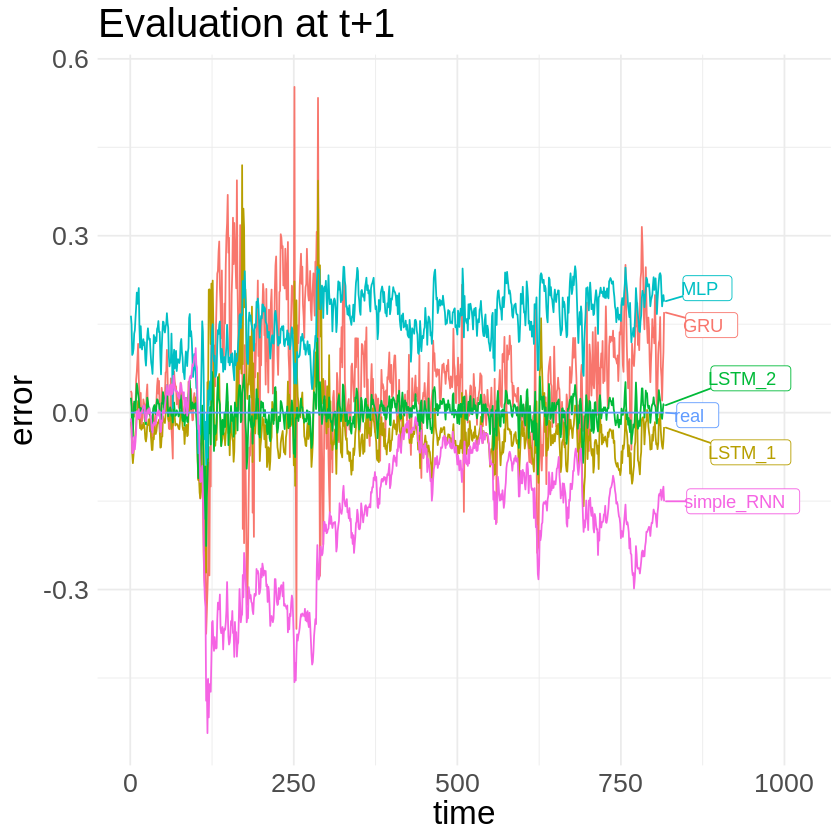 Evaluation at t+1
error
0.6
0.3
0.0
-0.3
MLP
GRU
LSTM_2
real
LSTM_1
simple_RNN
0
250
500
750
1000
time